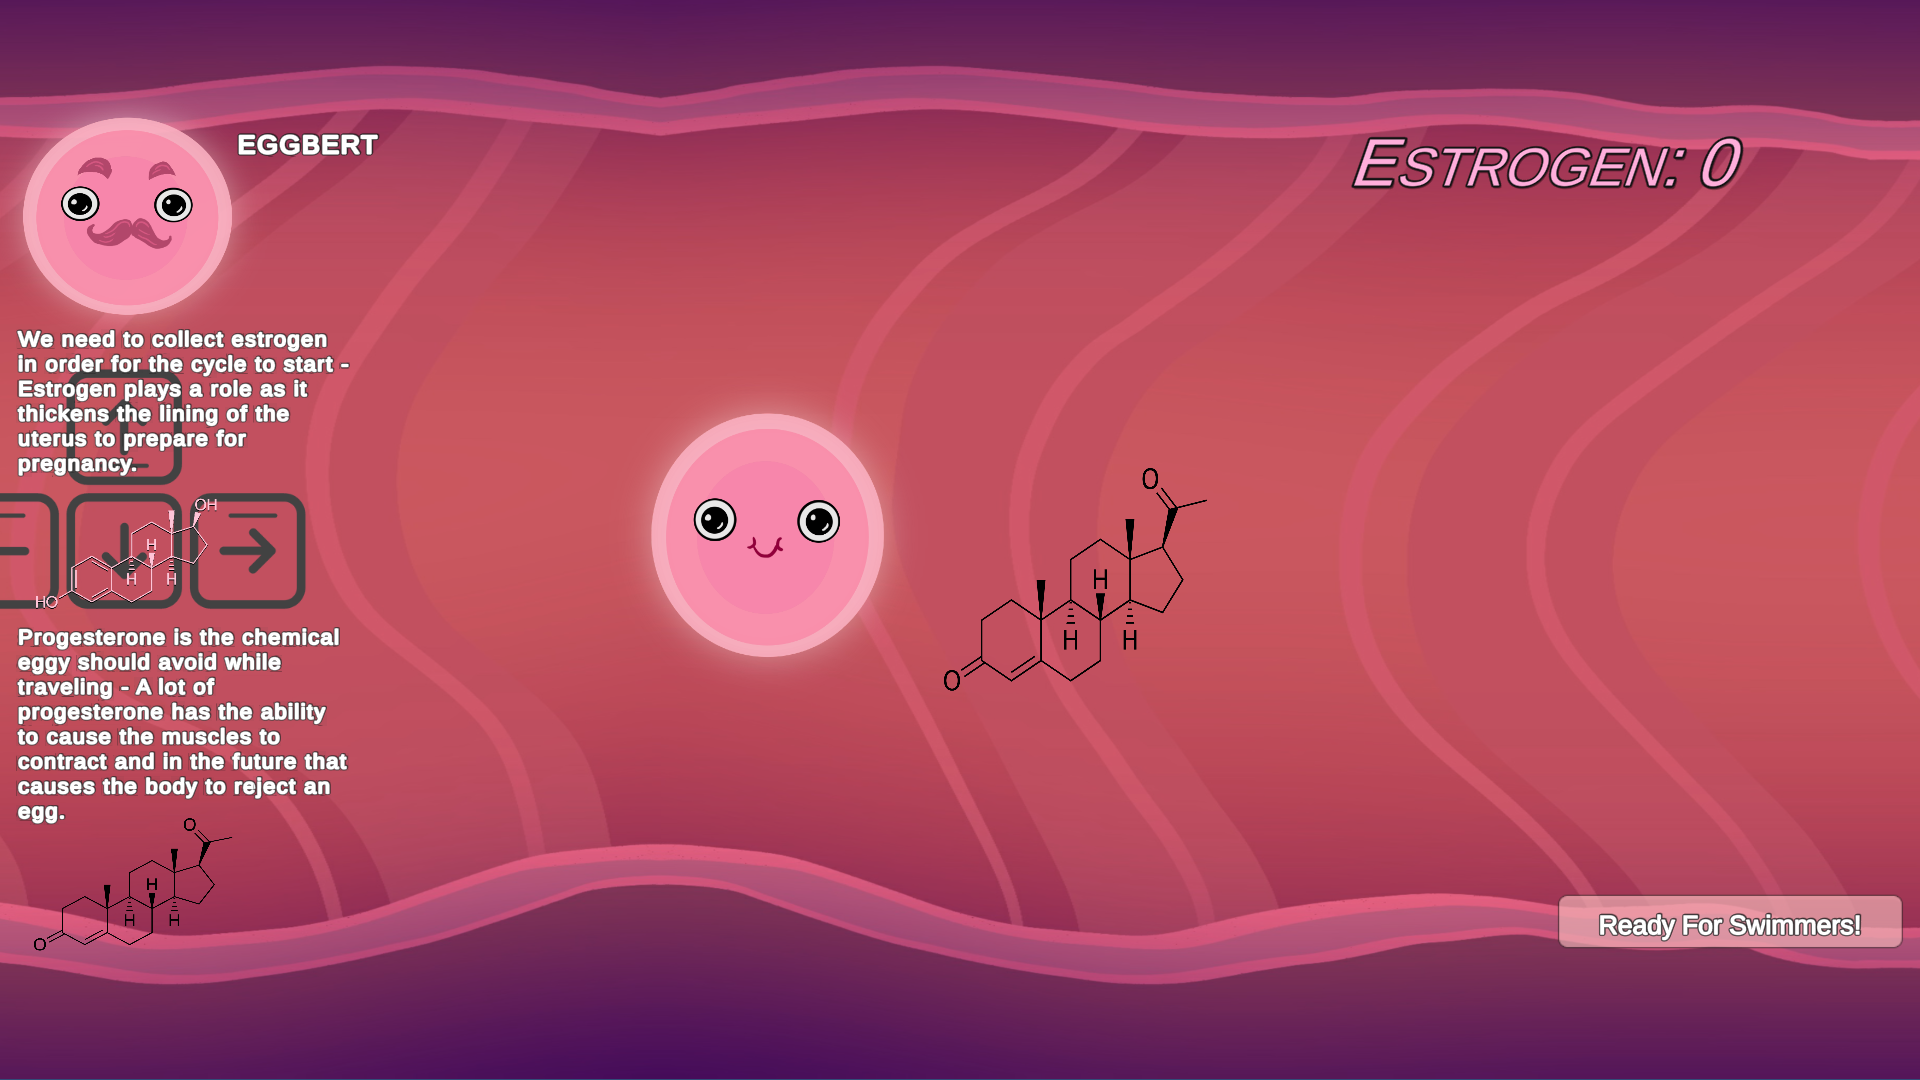 EGGBERT
ESTROGEN: 0
We need to collect estrogen
in order for the cycle to start -
Estrogen plays a role as it
thickens the lining of the
uterus to prepare for
pregnancy.
OH
H
H
H
HO
O
H
H
H
O
Progesterone is the chemical
eggy should avoid while
traveling - A lot of
progesterone has the ability
to cause the muscles to
contract and in the future that
causes the body to reject an
egg.
O
H
H
H
O
Ready For Swimmers!